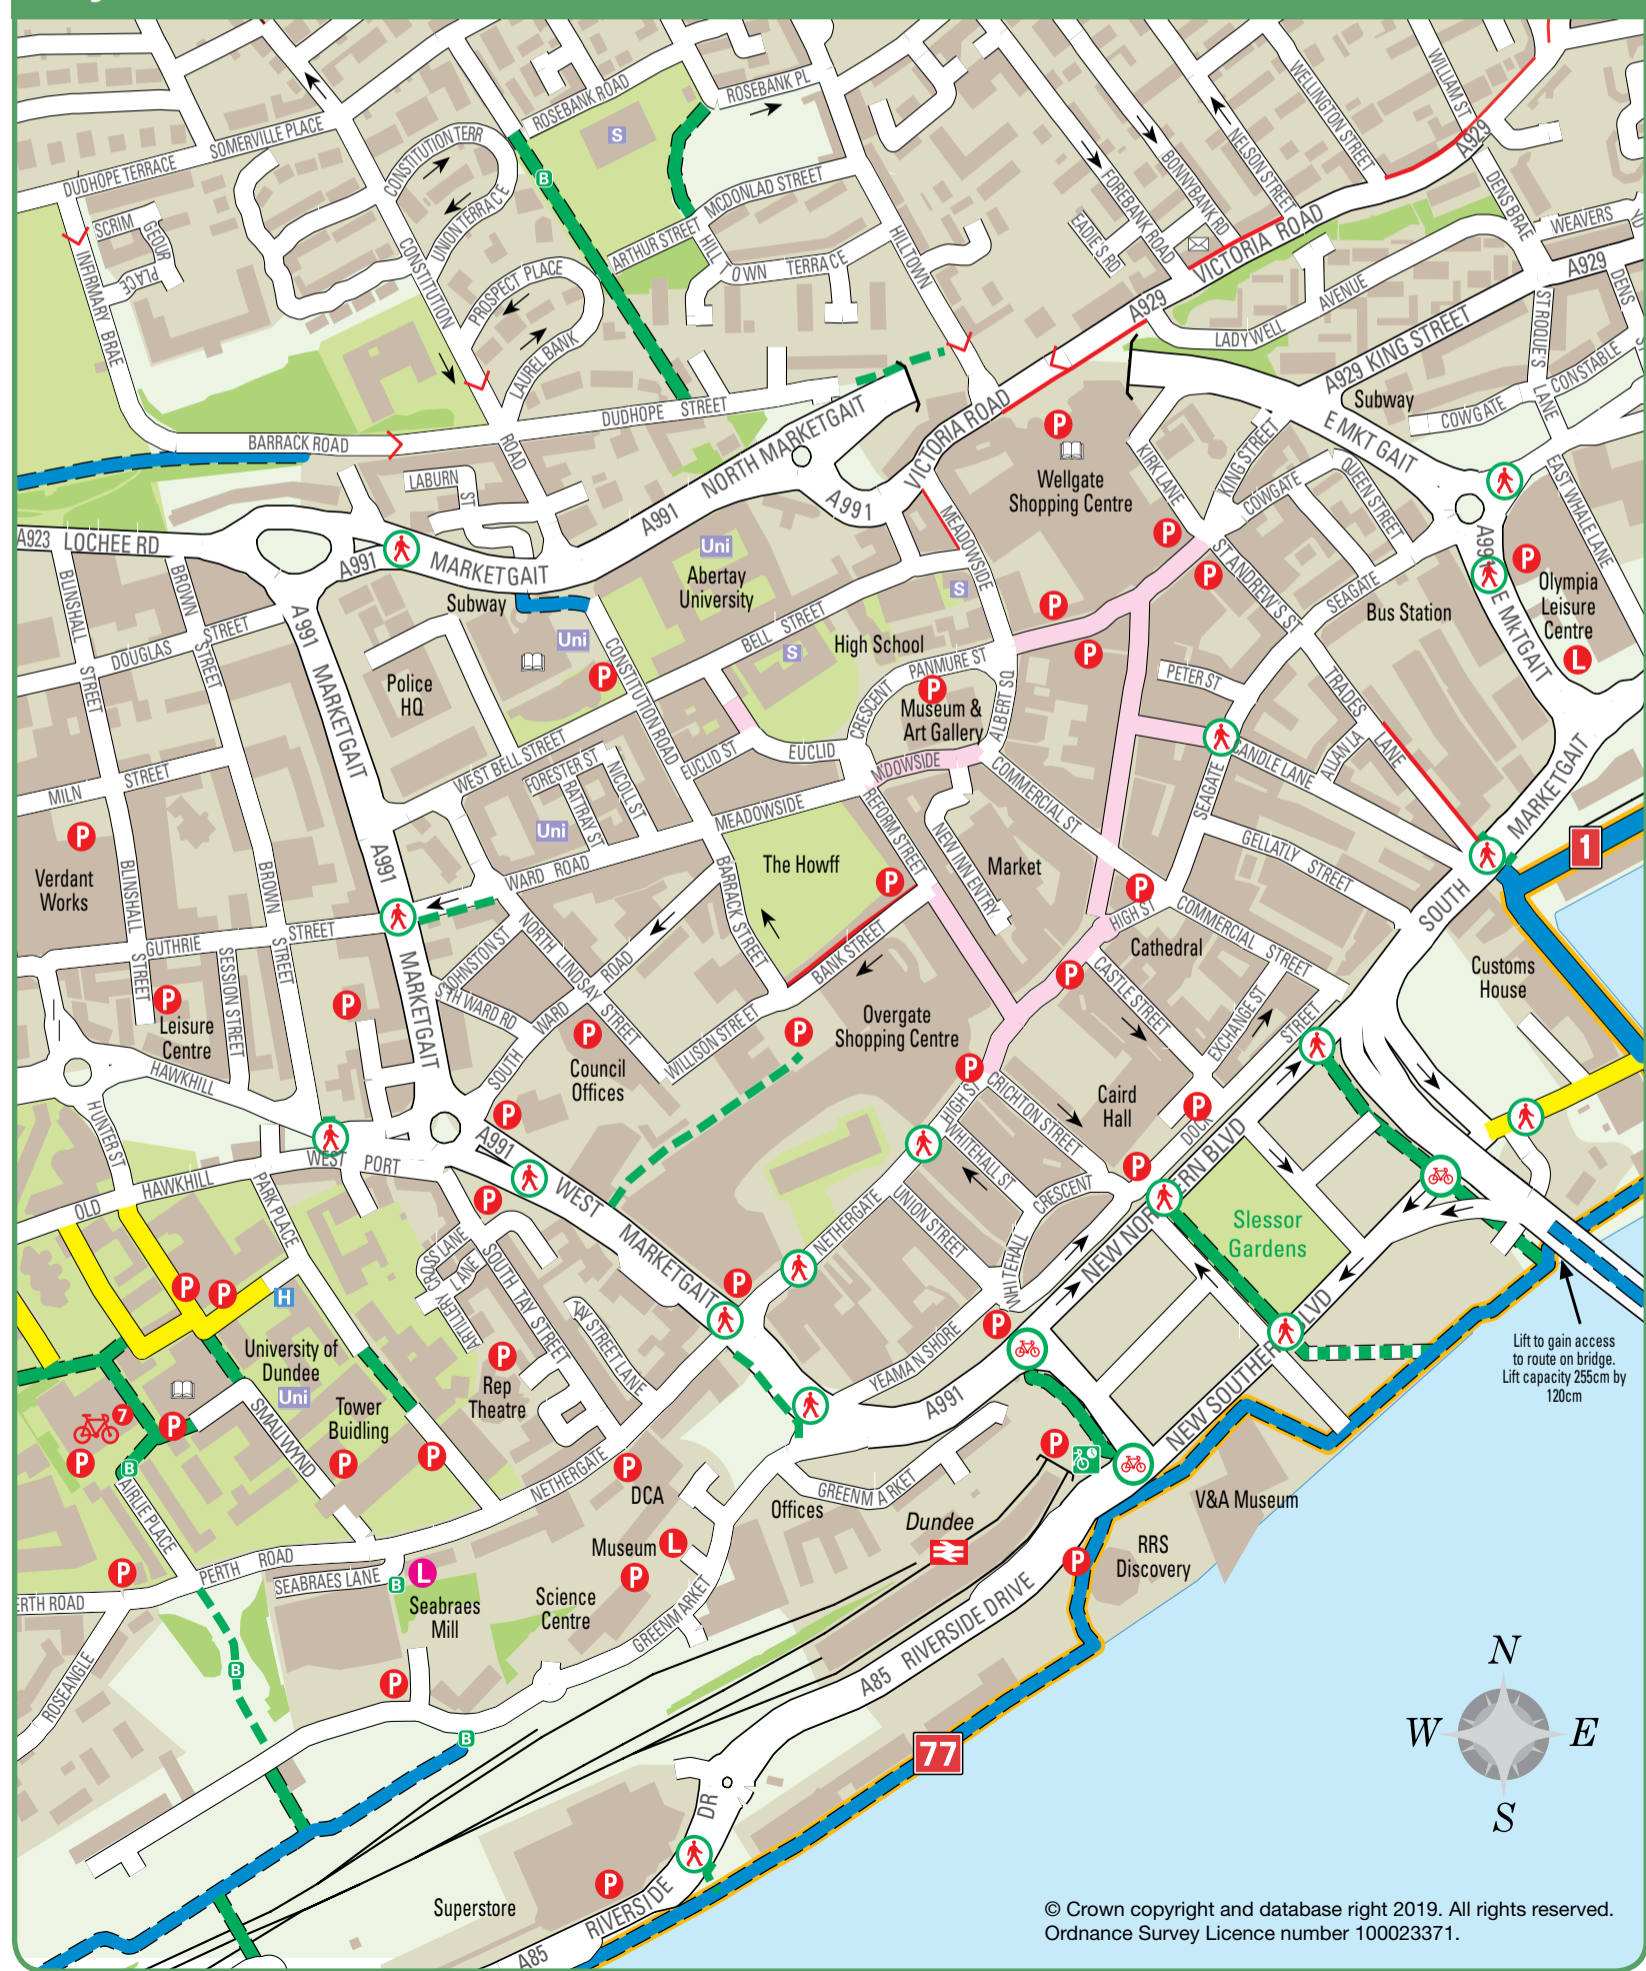 ROSEBANK ROAD
ROSEBANK PL
S
SOMERVILLE PLACE
DUDHOPE TERRACE
CONSTITUTION TERR
UNION TERRACE
B
MCDONLAD STREET
ARTHUR STREET
HILLTOWN TERRACE
HILLTOWN
WELLINGTON STREET
WILLIAM ST
NELSON STREET
BONNYBANK RD
FOREBANK ROAD
EADIE'S RD
VICTORIA ROAD
A929
DENS BRAE
WEAVERS
A929
DENS
SCRIM
GEOUR
PLACE
INFIRMARY BRAE
CONSTITUTION
PROSPECT PLACE
LAUREL BANK
A929
LADYWELL
AVENUE
A929 KING STREET
ST ROQUE'S LANE
CONSTABLE
Subway
COWGATE
E MKT GAIT
DUDHOPE STREET
BARRACK ROAD
ROAD
NORTH MARKETGAIT
VICTORIA ROAD
P
Wellgate
Shopping Centre
KIRK LANE
KING STREET
COWGATE
QUEEN STREET
EAST WHALE LANE
LABURN
ST
A991
A991
A923
LOCHEE RD
A991
MARKETGAIT
Subway
Uni
Abertay
University
MEADOWSIDE
S
P
P
P
P
ST ANDREW'S ST
SEAGATE
Bus Station
A991
E MKTGAIT
P
Olympia
Leisure
Centre
L
BLINSHALL
STREET
BROWN
STREET
DOUGLAS STREET
A991
MARKETGAIT
Police
HQ
Uni
P
CONSTITUTION ROAD
BELL STREET
S
High School
PANMURE ST
CRESCENT
P
Museum &
Art Gallery
ALBERT SQ
PETER ST
TRADES
LANE
CANDLE LANE
ALLAN LA
MARKETGAIT
WEST BELL STREET
EUCLID ST
EUCLID
MDOWSIDE
COMMERCIAL ST
SEAGATE
MILN STREET
FORESTER ST
RATTRAY ST
NICOLL ST
Uni
MEADOWSIDE
REFORM STREET
NEW INN ENTRY
Market
GELLATLY STREET
P
Verdant
Works
BLINSHALL
STREET
BROWN
STREET
A991
WARD ROAD
BARRACK STREET
The Howff
P
P
HIGH ST
COMMERCIAL STREET
Cathedral
SOUTH
1
GUTHRIE STREET
SESSION STREET
MARKETGAIT
JOHNSTON ST
STH WARD RD
NORTH LINDSAY STREET
BANK STREET
Overgate
Shopping Centre
P
CASTLE STREET
EXCHANGE ST
STREET
Customs
House
P
Leisure
Centre
P
SOUTH WARD ROAD
P
Council
Offices
WILLISON STREET
P
P
HAWKHILL
HUNTER ST
CRICHTON STREET
Caird
Hall
P
DOCK
HIGH ST
P
A991
WEST MARKETGAIT
WEST PORT
P
WHITEHALL ST
CRESCENT
P
NEW NORTHERN BLVD
OLD HAWKHILL
PARK PLACE
CROSS LANE
ARTILLERY LANE
SOUTH TAY STREET
TAY STREET LANE
NETHERGATE
UNION STREET
WHITEHALL
Slessor
Gardens
P
P
H
University of
Dundee
Uni
P
P
YEAMAN SHORE
Lift to gain access
to route on bridge.
Lift capacity 255cm by
120cm
7
P
P
B
Tower
Buidling
P
SMALLWYND
P
P
Rep
Theatre
A991
NEW SOUTHERN BLVD
AIRLIE PLACE
NETHERGATE
P
DCA
Offices
GREENMARKET
P
V&A Museum
Dundee
RRS
Discovery
P
Museum
L
P
PERTH ROAD
SEABRAES LANE
B
L
Seabraes
Mill
Science
Centre
GREENMARKET
P
ERTH ROAD
ROSEANGLE
B
P
B
A85 RIVERSIDE DRIVE
77
DR
P
Superstore
RIVERSIDE
A85
N
W
E
S
© Crown copyright and database right 2019. All rights reserved.
Ordnance Survey Licence number 100023371.